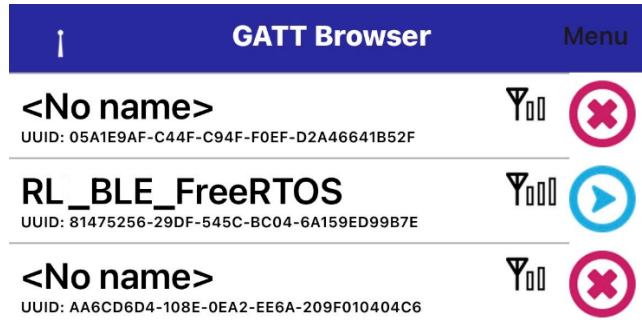 GATT Browser
Menu
<No name>
UUID: 05A1E9AF-C44F-C94F-F0EF-D2A46641B52F
RL_BLE_FreeRTOS
UUID: 81475256-29DF-545C-BC04-6A159ED99B7E
<No name>
UUID: AA6CD6D4-108E-0EA2-EE6A-209F010404C6